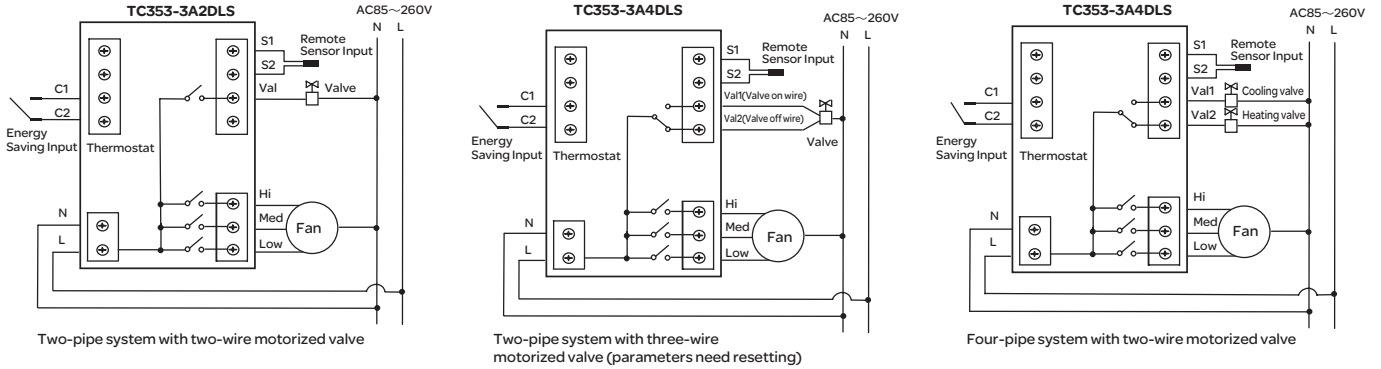 TC353-3A2DLS
AC85～260V
N L
S1
S2
Remote
Sensor Input
Val
Valve
C1
C2
Energy
Saving Input
Thermostat
N
L
Hi
Med
Low
Fan
Two-pipe system with two-wire motorized valve
TC353-3A4DLS
AC85～260V
N L
S1
S2
Remote
Sensor Input
Val1(Valve on wire)
Val2(Valve off wire)
Valve
C1
C2
Energy
Saving Input
Thermostat
N
L
Hi
Med
Low
Fan
Two-pipe system with three-wire
motorized valve (parameters need resetting)
TC353-3A4DLS
AC85～260V
N L
S1
S2
Remote
Sensor Input
Val1
Cooling valve
Val2
Heating valve
C1
C2
Energy
Saving Input
Thermostat
N
L
Hi
Med
Low
Fan
Four-pipe system with two-wire motorized valve